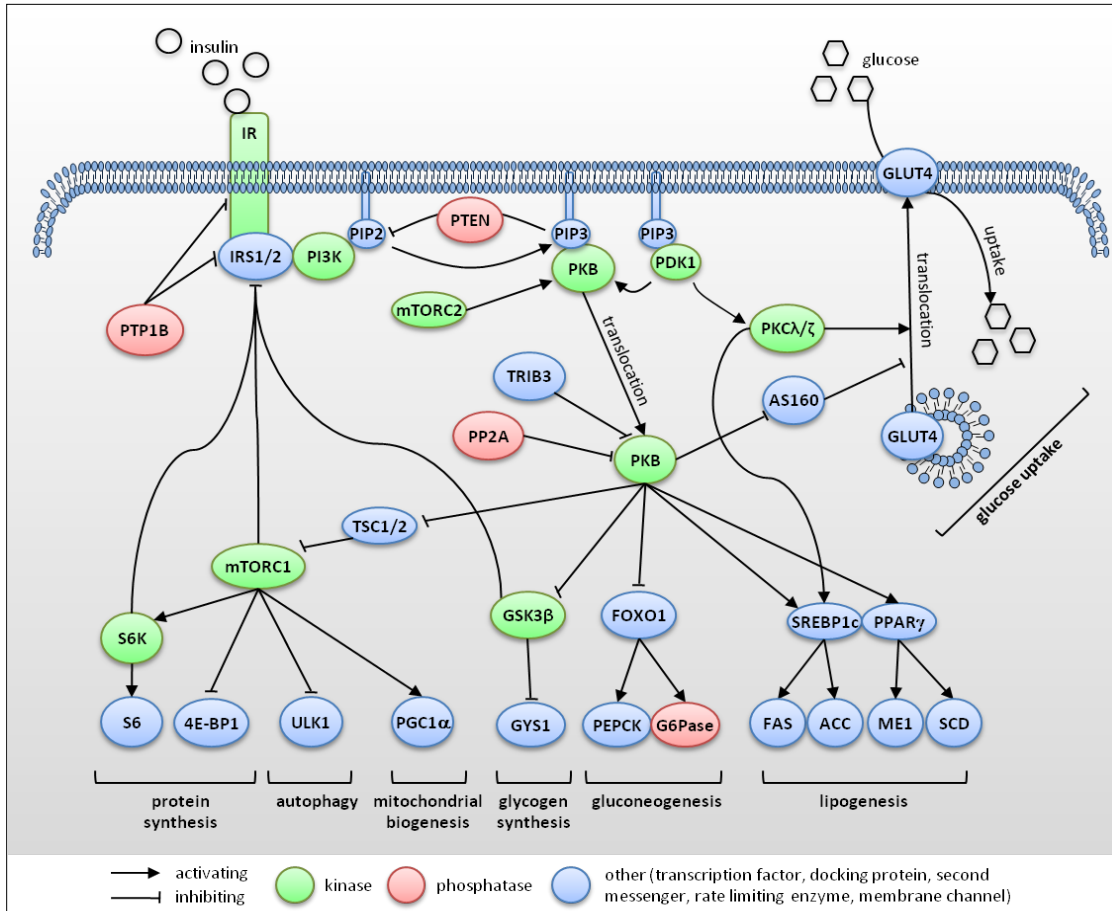 insulin
glucose
IR
GLUT4
PTEN
PIP2
PIP3
PIP3
IRS1/2
PI3K
PKB
PDK1
uptake
mTORC2
translocation
translocation
PTP1B
PKCλ/ζ
TRIB3
AS160
PP2A
PKB
GLUT4
glucose uptake
TSC1/2
mTORC1
GSK3β
FOXO1
SREBP1c
PPARγ
S6K
S6
4E-BP1
ULK1
PGC1α
GYS1
PEPCK
G6Pase
FAS
ACC
ME1
SCD
protein
synthesis
autophagy
mitochondrial
biogenesis
glycogen
synthesis
gluconeogenesis
lipogenesis
activating
inhibiting
kinase
phosphatase
other (transcription factor, docking protein, second
messenger, rate limiting enzyme, membrane channel)